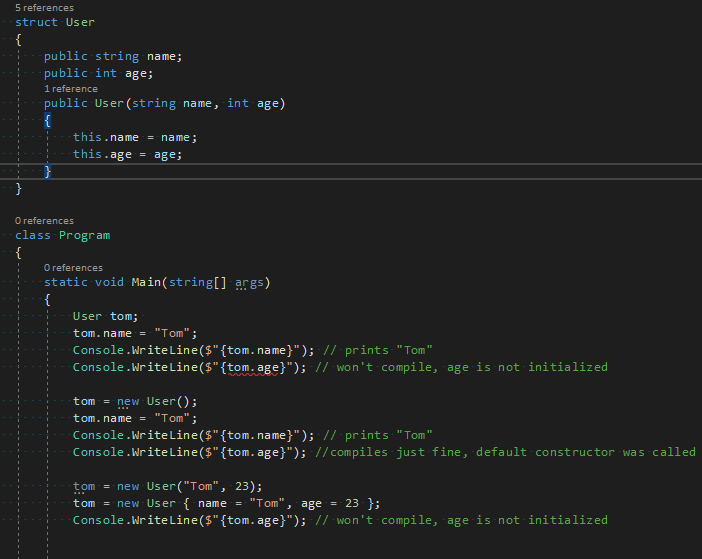 5 references
struct User
{
public string name;
public int age;
1 reference
public User(string name, int age)
{
this.name = name;
this.age = age;
}
}
0 references
class Program
{
0 references
static void Main(string[] args)
{
User tom;
tom.name = "Tom";
Console.WriteLine($"{tom.name}"); // prints "Tom"
Console.WriteLine($"{tom.age}"); // won't compile, age is not initialized
tom = new User();
tom.name = "Tom";
Console.WriteLine($"{tom.name}"); // prints "Tom"
Console.WriteLine($"{tom.age}"); //compiles just fine, default constructor was called
tom = new User("Tom", 23);
tom = new User { name = "Tom", age = 23 };
Console.WriteLine($"{tom.age}"); // won't compile, age is not initialized